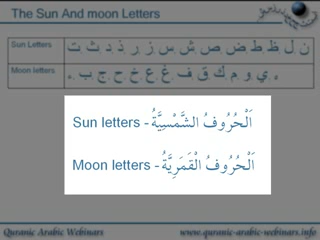 The Sun And moon Letters
Sun Letters ت ث د ذ ر ز س ش ص ض ط ظ ل ن
Moon letters ء ب ج ح خ ع غ ف ق ك م و ي ه
Sun letters - اَلْحُرُوفُ الشَّمْسِيَّةُ
Moon letters - اَلْحُرُوفُ الْقَمَرِيَّةُ
Quranic Arabic Webinars www.quranic-arabic-webinars.info